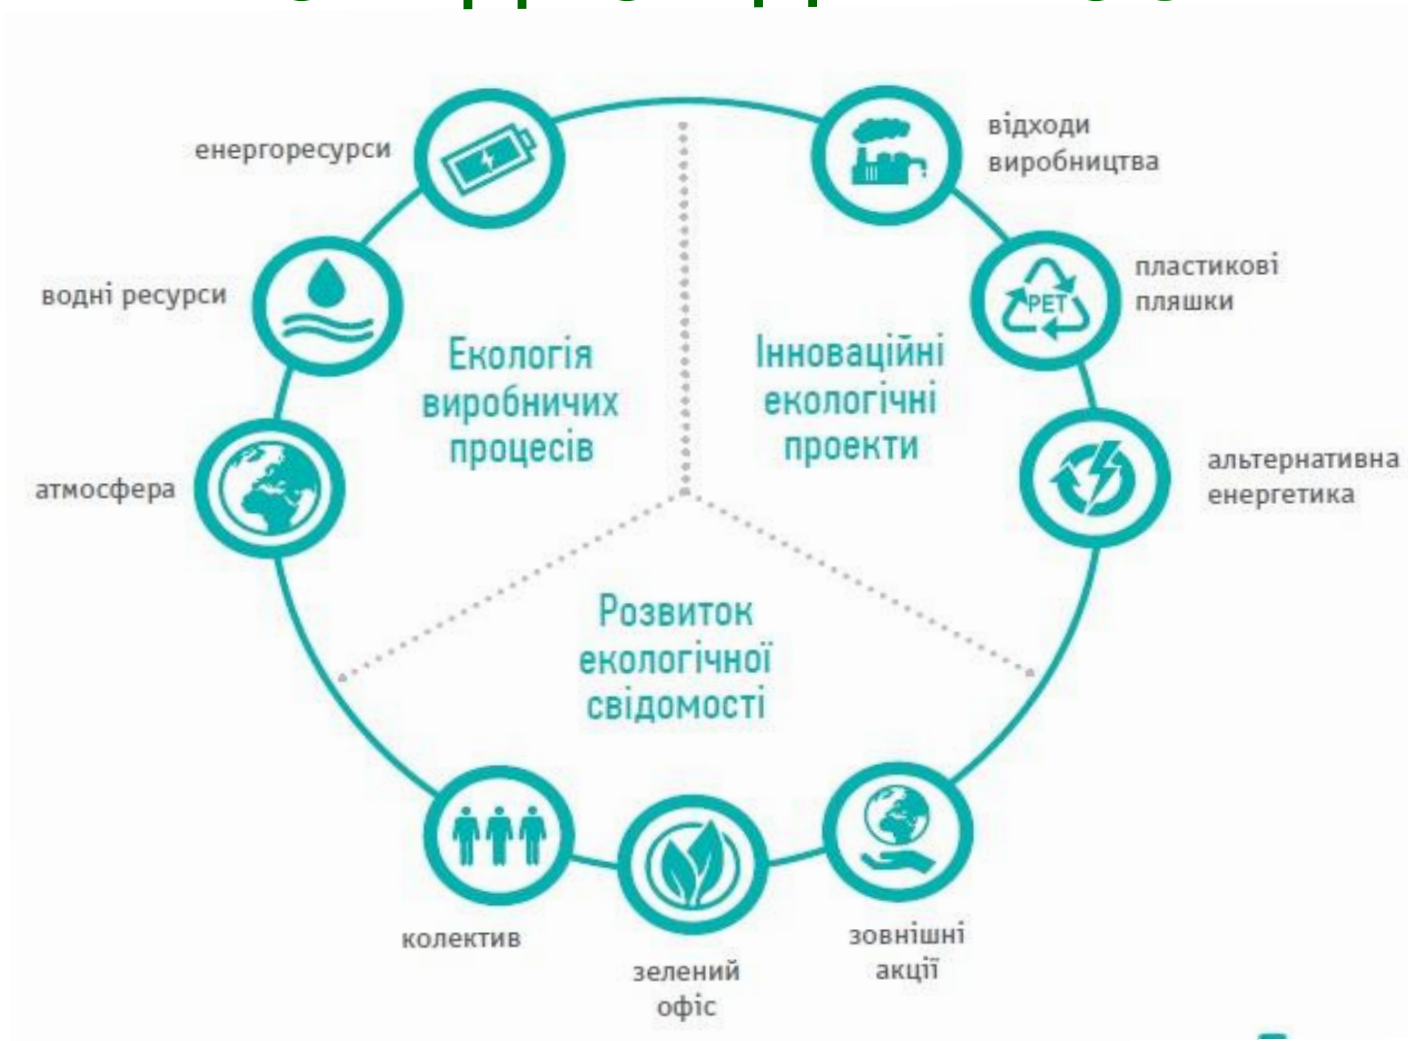 енергоресурси
водні ресурси
атмосфера
Екологія
виробничих
процесів
відходи
виробництва
пластикові
пляшки
PET
альтернативна
енергетика
Інноваційні
екологічні
проекти
Розвиток
екологічної
свідомості
колектив
зелений
офіс
зовнішні
акції